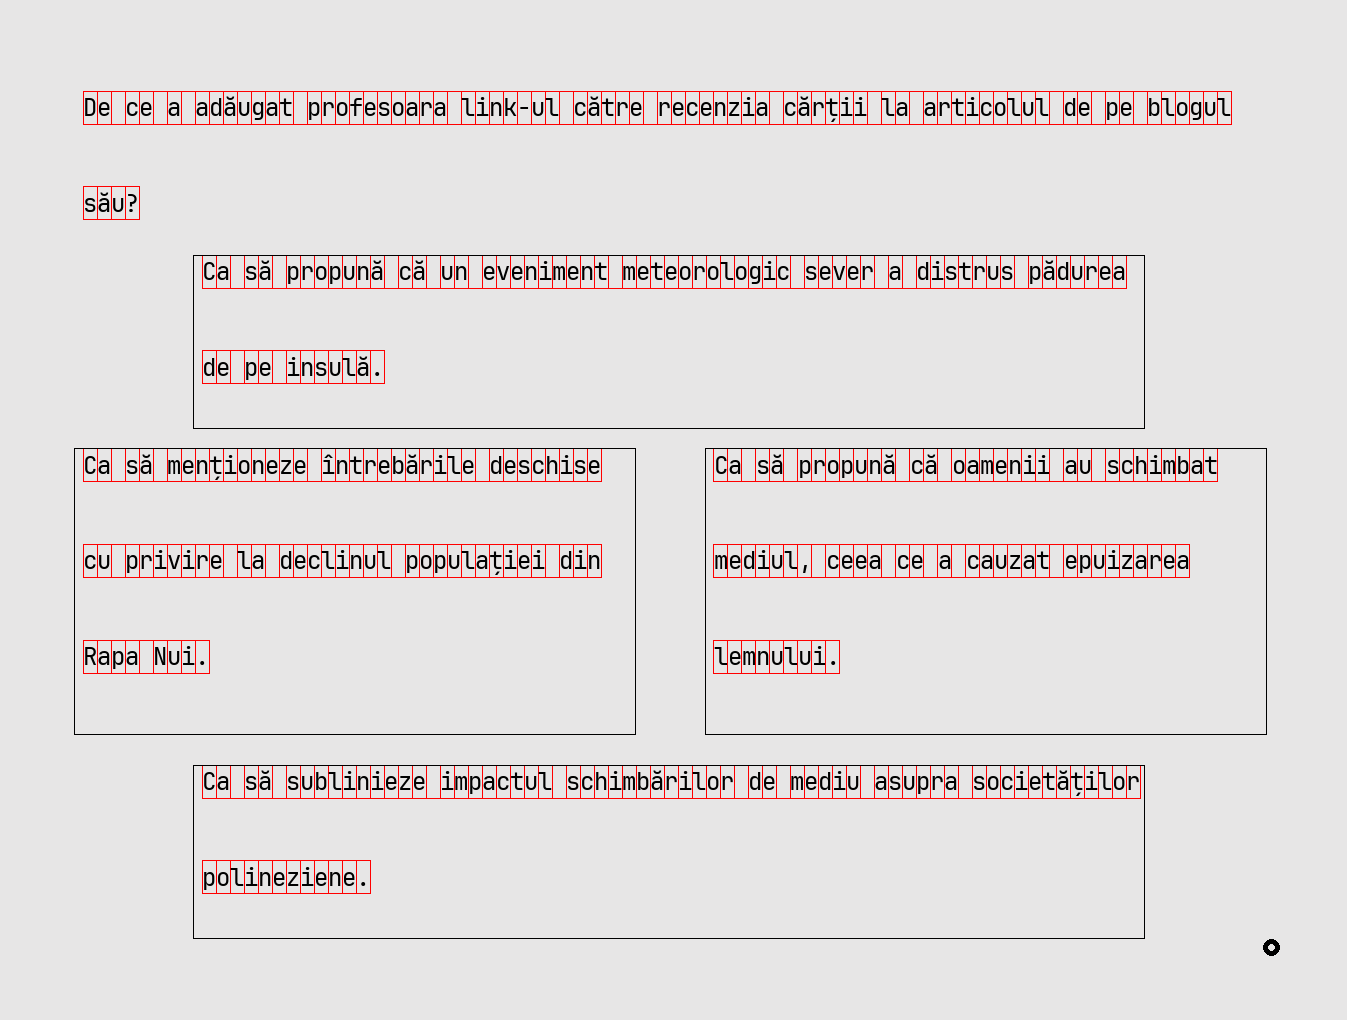 De ce a adăugat profesoara link-ul către recenzia cărții la articolul de pe blogul
său?
Ca să propună că un eveniment meteorologic sever a distrus pădurea
de pe insulă.
Ca să menționeze întrebările deschise
cu privire la declinul populației din
Rapa Nui.
Ca să propună că oamenii au schimbat
mediul, ceea ce a cauzat epuizarea
lemnului.
Ca să sublinieze impactul schimbărilor de mediu asupra societăților
polineziene.